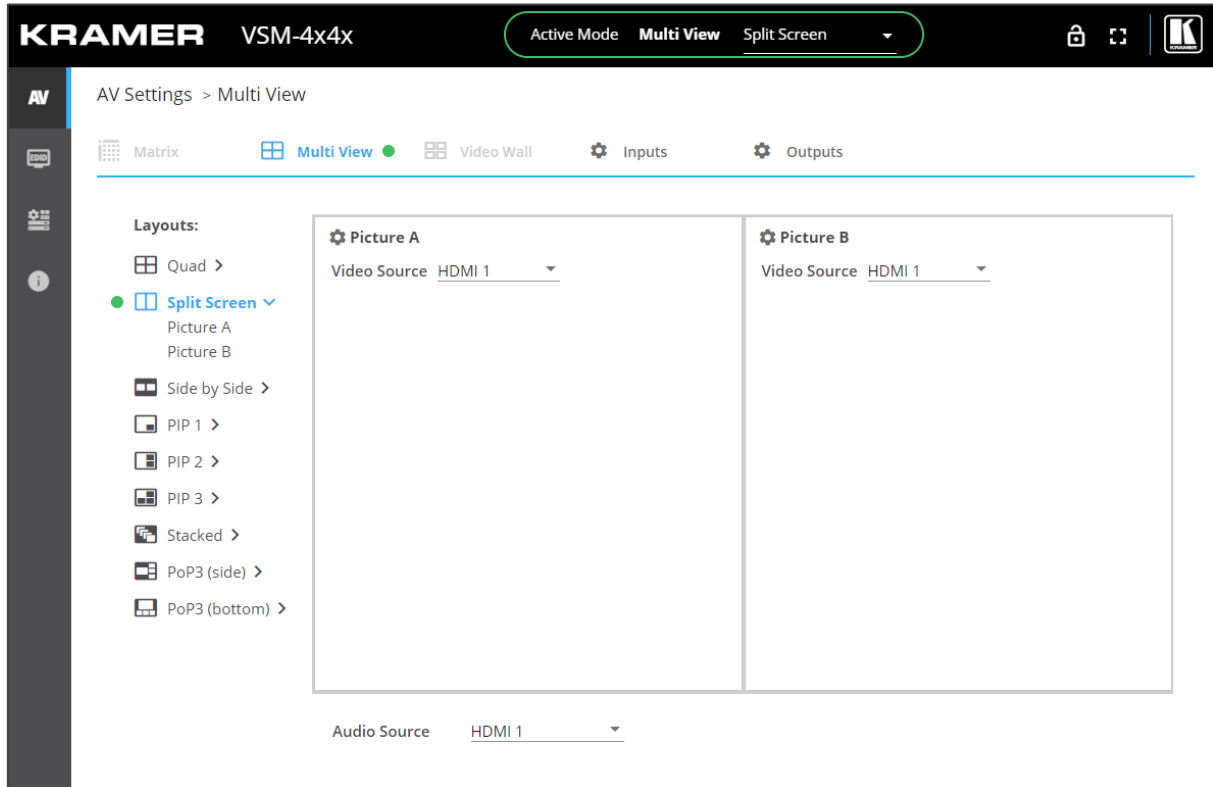 KRAMER VSM-4x4x Active Mode Multi View Split Screen
KRAMER
AV
AV Settings > Multi View
EDID
Matrix Multi View Video Wall Inputs Outputs
Layouts:
Quad >
Split Screen
Picture A
Picture B
Side by Side >
PIP 1 >
PIP 2 >
PIP 3 >
Stacked >
PoP3 (side) >
PoP3 (bottom) >
Picture A
Video Source HDMI 1
Picture B
Video Source HDMI 1
Audio Source HDMI 1